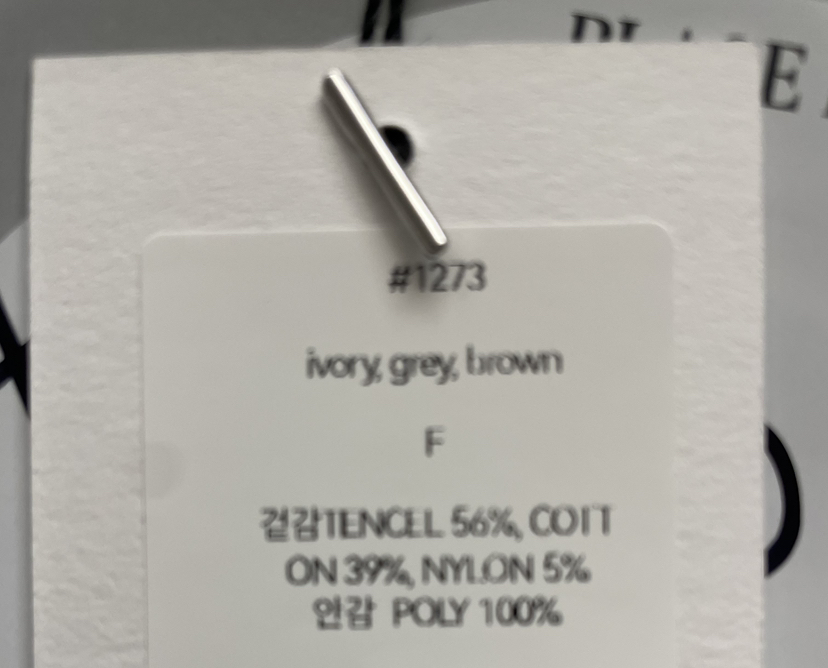 #1273
ivory, grey, brown
F
겉감TENCEL 56%, COTT
ON 39%, NYLON 5%
안감 POLY 100%